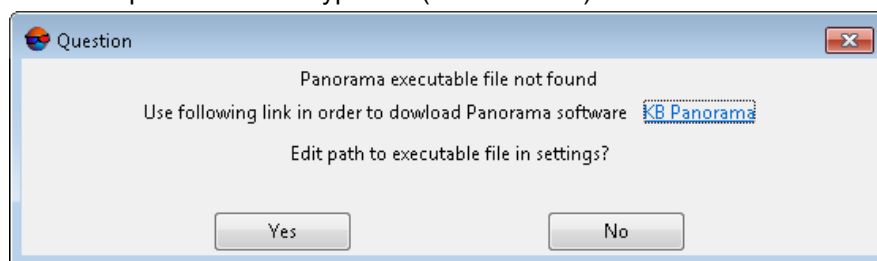 Question
Panorama executable file not found
Use following link in order to dowload Panorama software KB Panorama
Edit path to executable file in settings?
Yes No